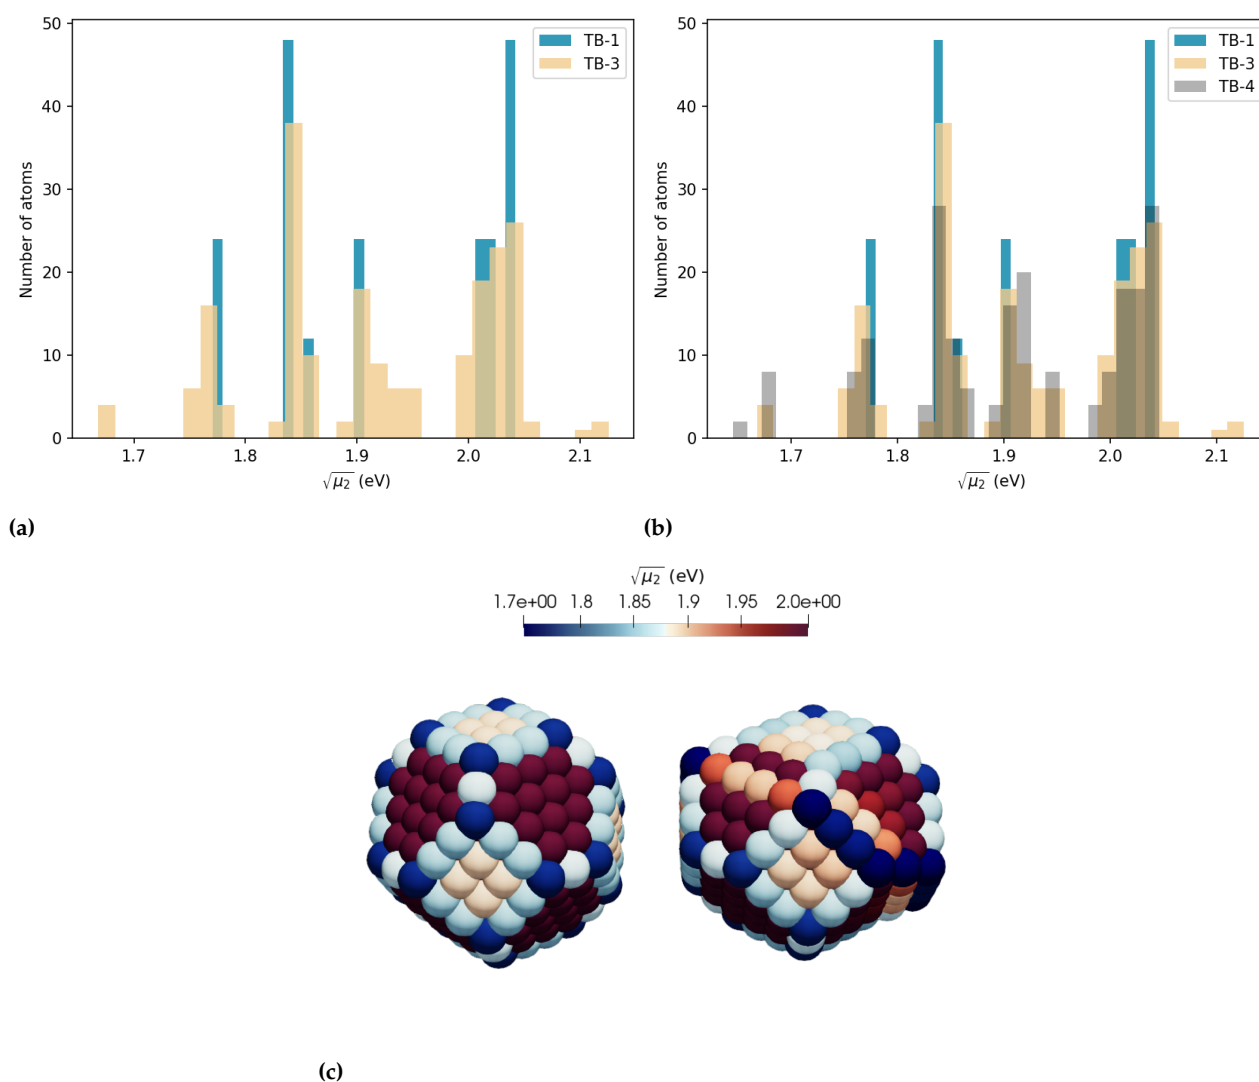 50
40
30
20
10
0
Number of atoms
TB-1
TB-3
1.7 1.8 1.9 2.0 2.1
√μ₂ (eV)
(a)
50
40
30
20
10
0
Number of atoms
TB-1
TB-3
TB-4
1.7 1.8 1.9 2.0 2.1
√μ₂ (eV)
(b)
√μ₂ (eV)
1.7e+00 1.8 1.85 1.9 1.95 2.0e+00
(c)